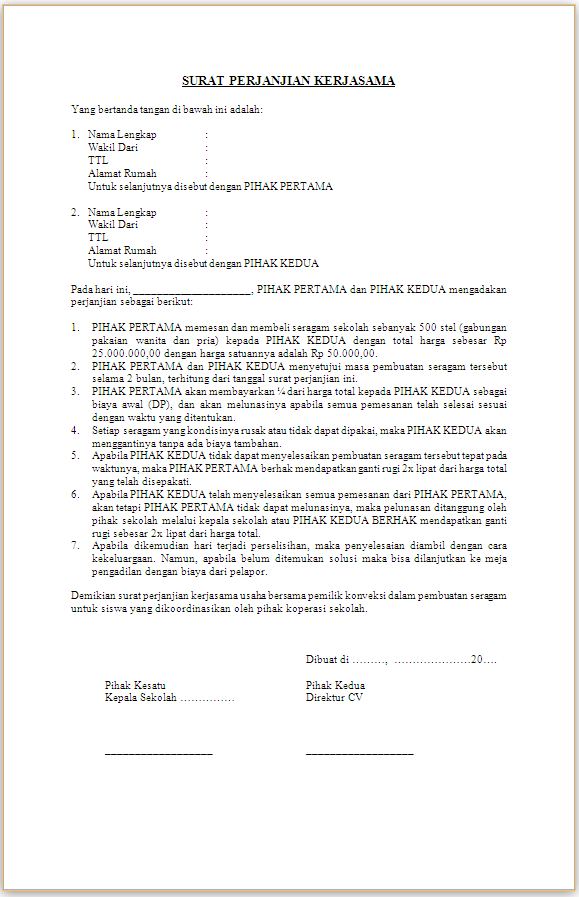 SURAT PERJANJIAN KERJASAMA
Yang bertanda tangan di bawah ini adalah:
1. Nama Lengkap :
Wakil Dari :
TTL :
Alamat Rumah :
Untuk selanjutnya disebut dengan PIHAK PERTAMA
2. Nama Lengkap :
Wakil Dari :
TTL :
Alamat Rumah :
Untuk selanjutnya disebut dengan PIHAK KEDUA
Pada hari ini, ____________________, PIHAK PERTAMA dan PIHAK KEDUA mengadakan
perjanjian sebagai berikut:
1. PIHAK PERTAMA memesan dan membeli seragam sekolah sebanyak 500 stel (gabungan
pakaian wanita dan pria) kepada PIHAK KEDUA dengan total harga sebesar Rp
25.000.000,00 dengan harga satuannya adalah Rp 50.000,00.
2. PIHAK PERTAMA dan PIHAK KEDUA menyetujui masa pembuatan seragam tersebut
selama 2 bulan, terhitung dari tanggal surat perjanjian ini.
3. PIHAK PERTAMA akan membayarkan ¼ dari harga total kepada PIHAK KEDUA sebagai
biaya awal (DP), dan akan melunasinya apabila semua pemesanan telah selesai sesuai
dengan waktu yang ditentukan.
4. Setiap seragam yang kondisinya rusak atau tidak dapat dipakai, maka PIHAK KEDUA akan
menggantinya tanpa ada biaya tambahan.
5. Apabila PIHAK KEDUA tidak dapat menyelesaikan pembuatan seragam tersebut tepat pada
waktunya, maka PIHAK PERTAMA berhak mendapatkan ganti rugi 2x lipat dari harga total
yang telah disepakati.
6. Apabila PIHAK KEDUA telah menyelesaikan semua pemesanan dari PIHAK PERTAMA,
akan tetapi PIHAK PERTAMA tidak dapat melunasinya, maka pelunasan ditanggung oleh
pihak sekolah melalui kepala sekolah atau PIHAK KEDUA BERHAK mendapatkan ganti
rugi sebesar 2x lipat dari harga total.
7. Apabila dikemudian hari terjadi perselisihan, maka penyelesaian diambil dengan cara
kekeluargaan. Namun, apabila belum ditemukan solusi maka bisa dilanjutkan ke meja
pengadilan dengan biaya dari pelapor.
Demikian surat perjanjian kerjasama usaha bersama pemilik konveksi dalam pembuatan seragam
untuk siswa yang dikoordinasikan oleh pihak koperasi sekolah.
Dibuat di ………, …………………20….
Pihak Kesatu Pihak Kedua
Kepala Sekolah …………… Direktur CV
__________________ __________________